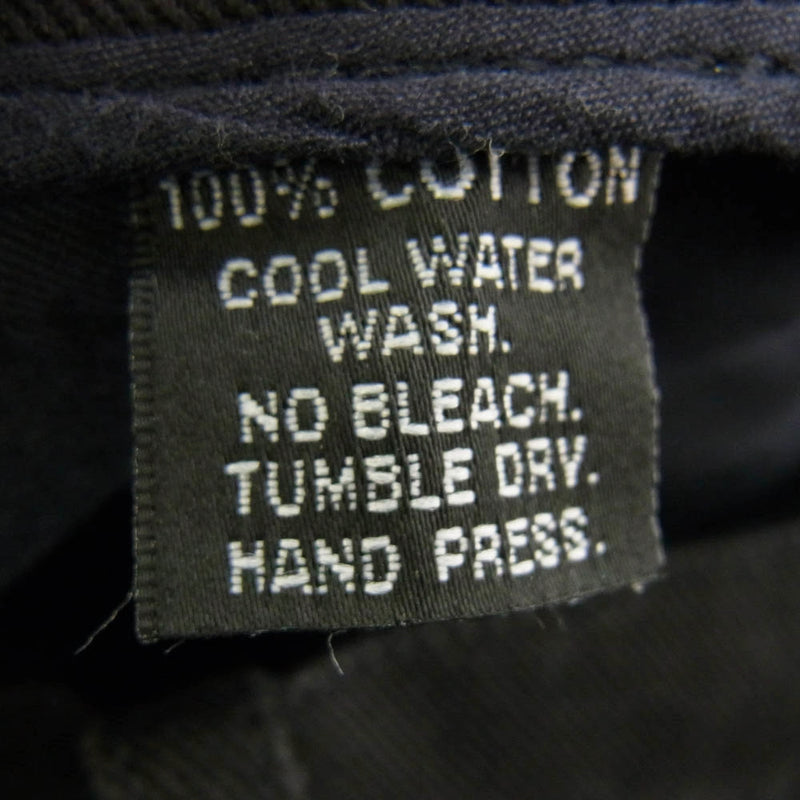 100% COTTON
COOL WATER
WASH.
NO BLEACH.
TUMBLE DRY.
HAND PRESS.